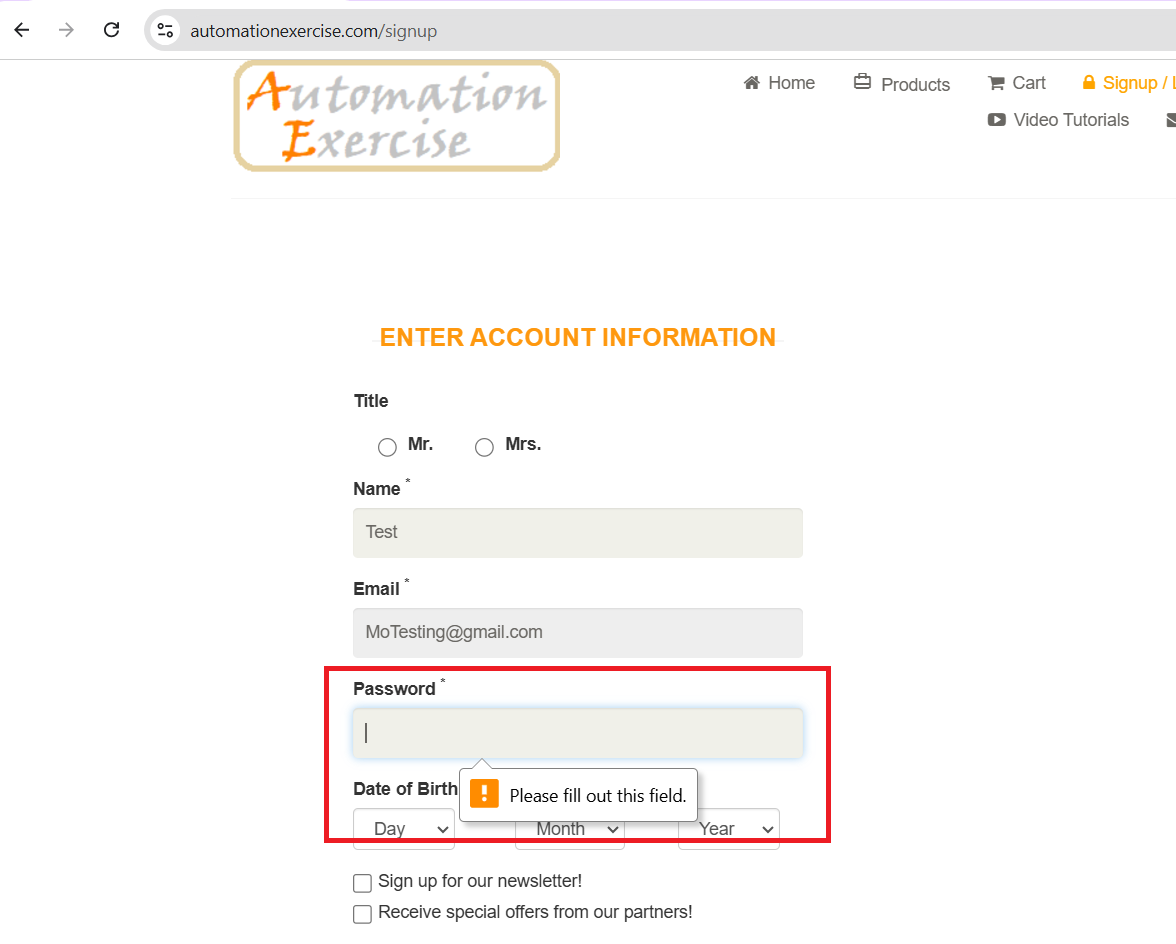 automationexercise.com/signup
Automation
Exercise
Home
Products
Cart
Signup / L
Video Tutorials
ENTER ACCOUNT INFORMATION
Title
Mr.
Mrs.
Name *
Test
Email *
MoTesting@gmail.com
Password *
Date of Birth
! Please fill out this field.
Day
Month
Year
Sign up for our newsletter!
Receive special offers from our partners!